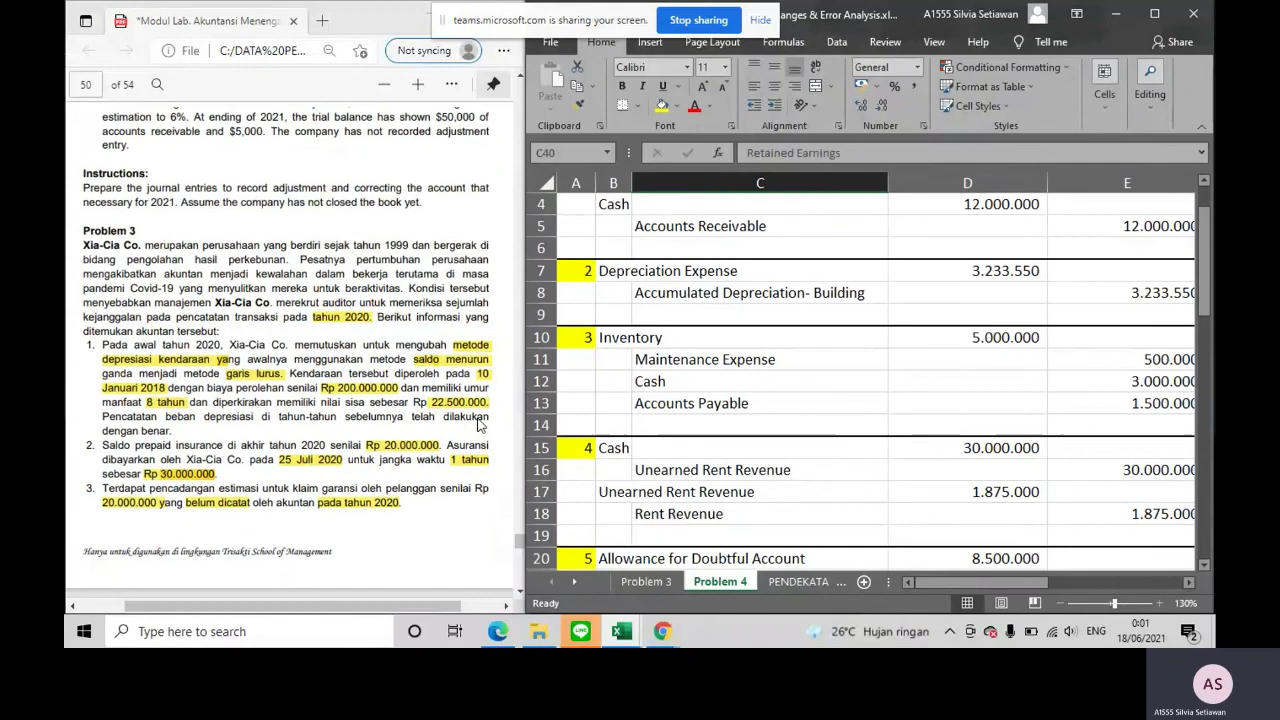 *Modul Lab. Akuntansi Meneng
teams.microsoft.com is sharing your screen.
Stop sharing
Hide
nges & Error Analysis.xl...
A1555 Silvia Setiawan
File
C:/DATA%20PE...
Not syncing
File
Home
Insert
Page Layout
Formulas
Data
Review
View
Help
Tell me
Share
50 of 54
Paste
Clipboard
Calibri
11
B I U
Font
Alignment
General
Number
Conditional Formatting
Format as Table
Cell Styles
Styles
Cells
Editing
C40
fx
Retained Earnings
estimation to 6%. At ending of 2021, the trial balance has shown $50,000
of accounts receivable and $5,000. The company has not recorded adjustment
entry.
Instructions:
Prepare the journal entries to record adjustment and correcting the account that
necessary for 2021. Assume the company has not closed the book yet.
Problem 3
Xia-Cia Co. merupakan perusahaan yang berdiri sejak tahun 1999 dan bergerak di
bidang pengolahan hasil perkebunan. Pesatnya pertumbuhan perusahaan
mengakibatkan akuntan menjadi kewalahan dalam bekerja terutama di masa
pandemi Covid-19 yang menyulitkan mereka untuk beraktivitas. Kondisi tersebut
menyebabkan manajemen Xia-Cia Co. merekrut auditor untuk memeriksa sejumlah
kejanggalan pada pencatatan transaksi pada tahun 2020. Berikut informasi yang
ditemukan akuntan tersebut:
1. Pada awal tahun 2020, Xia-Cia Co. memutuskan untuk mengubah metode
depresiasi kendaraan yang awalnya menggunakan metode saldo menurun
ganda menjadi metode garis lurus. Kendaraan tersebut diperoleh pada 10
Januari 2018 dengan biaya perolehan senilai Rp 200.000.000 dan memiliki umur
manfaat 8 tahun dan diperkirakan memiliki nilai sisa sebesar Rp 22.500.000.
Pencatatan beban depresiasi di tahun-tahun sebelumnya telah dilakukan
dengan benar.
2. Saldo prepaid insurance di akhir tahun 2020 senilai Rp 20.000.000. Asuransi
dibayarkan oleh Xia-Cia Co. pada 25 Juli 2020 untuk jangka waktu 1 tahun
sebesar Rp 30.000.000.
3. Terdapat pencadangan estimasi untuk klaim garansi oleh pelanggan senilai Rp
20.000.000 yang belum dicatat oleh akuntan pada tahun 2020.
Hanya untuk digunakan di lingkungan Trisakti School of Management
A B C D E
4 Cash 12.000.000
5 Accounts Receivable 12.000.000
6
7 2 Depreciation Expense 3.233.550
8 Accumulated Depreciation- Building 3.233.550
9
10 3 Inventory 5.000.000
11 Maintenance Expense 500.000
12 Cash 3.000.000
13 Accounts Payable 1.500.000
14
15 4 Cash 30.000.000
16 Unearned Rent Revenue 30.000.000
17 Unearned Rent Revenue 1.875.000
18 Rent Revenue 1.875.000
19
20 5 Allowance for Doubtful Account 8.500.000
Problem 3
Problem 4
PENDEKATA ...
Ready
130%
Type here to search
26°C Hujan ringan
ENG
0:01
18/06/2021
2
AS
A1555 Silvia Setiawan